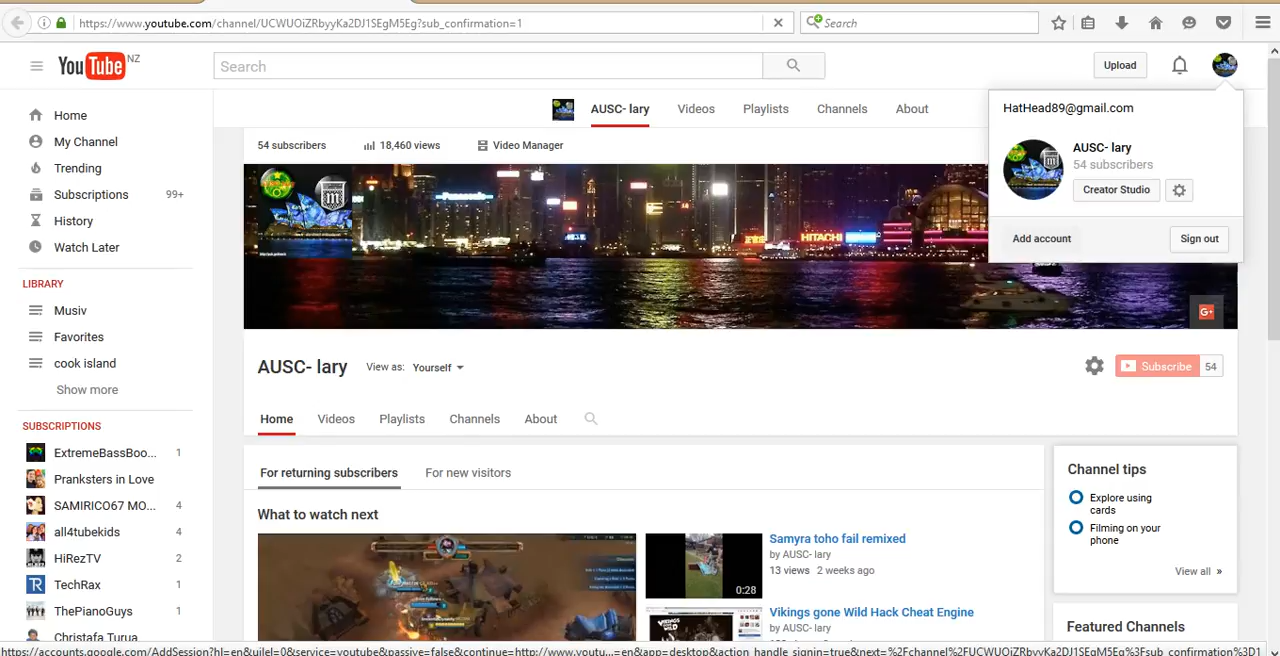 https://www.youtube.com/channel/UCWUOiZRbyyKa2DJ1SEgM5Eg?sub_confirmation=1
Search
YouTube NZ
Search
Upload
AUSC- lary Videos Playlists Channels About
HatHead89@gmail.com
AUSC- lary
54 subscribers
Creator Studio
Add account Sign out
Home
My Channel
Trending
Subscriptions 99+
History
Watch Later
LIBRARY
Musiv
Favorites
cook island
Show more
SUBSCRIPTIONS
ExtremeBassBoo... 1
Pranksters in Love
SAMIRICO67 MO... 4
all4tubekids 4
HiRezTV 2
TechRax 1
ThePianoGuys 1
Christafa Turua
54 subscribers 18,460 views Video Manager
HITACHI
G+
AUSC- lary View as: Yourself
Subscribe 54
Home Videos Playlists Channels About
For returning subscribers For new visitors
What to watch next
Samyra toho fail remixed
by AUSC- lary
13 views 2 weeks ago
0:28
Vikings gone Wild Hack Cheat Engine
by AUSC- lary
Channel tips
Explore using
cards
Filming on your
phone
View all »
Featured Channels
https://accounts.google.com/AddSession?hl=en&uilel=0&service=youtube&passive=false&continue=http://www.youtu...=en&app=desktop&action_handle_signin=true&next=%2Fchannel%2FUCWUOiZRbyyKa2DJ1SEgM5Eg%3Fsub_confirmation%3D1